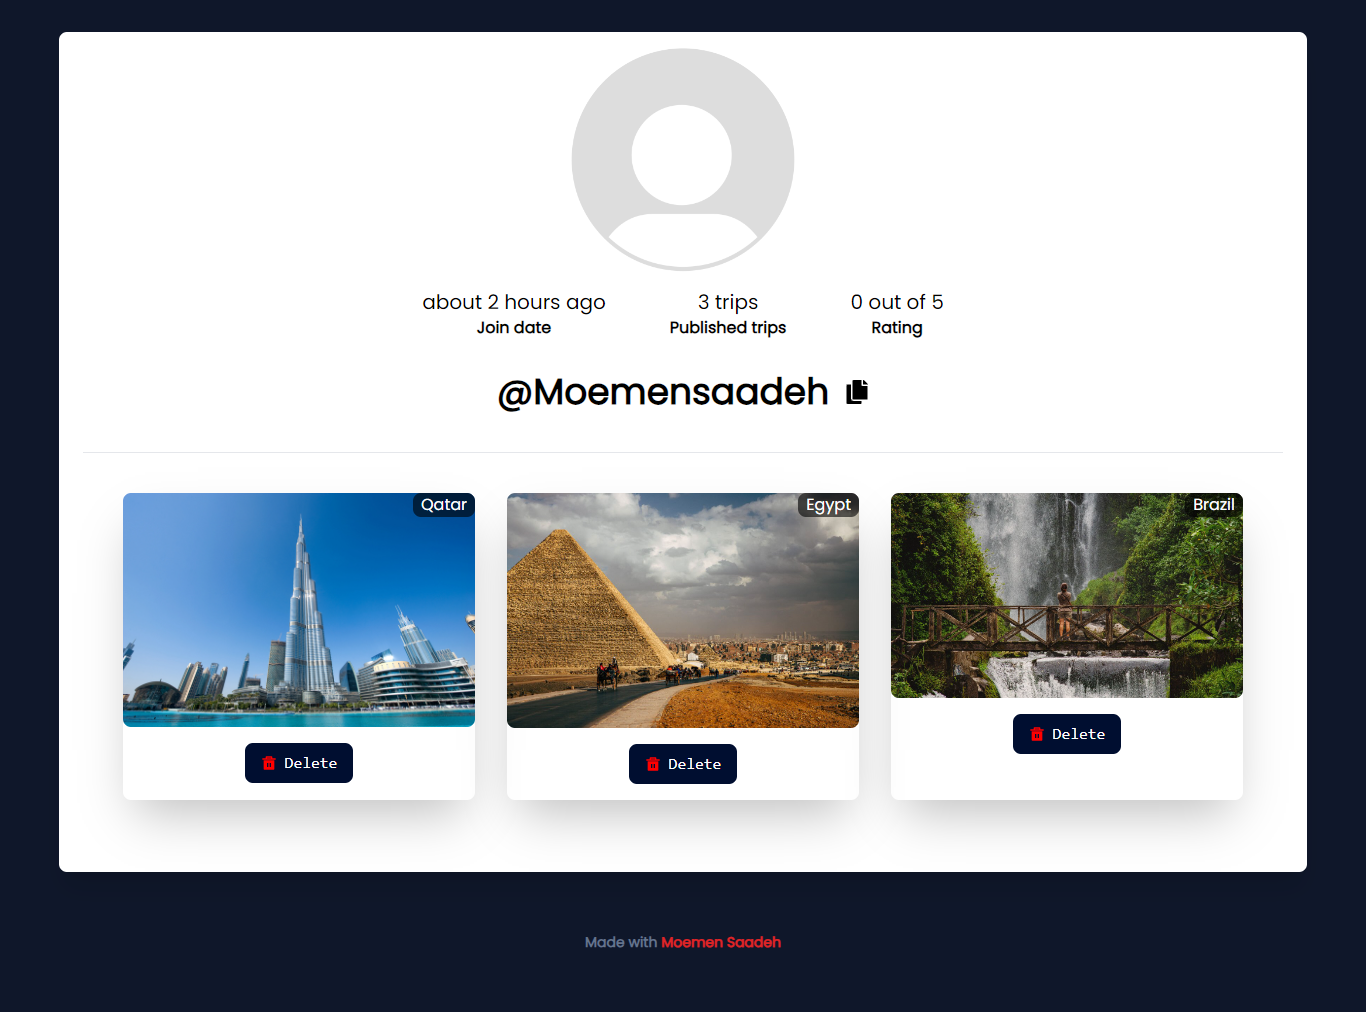 about 2 hours ago
Join date
3 trips
Published trips
0 out of 5
Rating
@Moemensaadeh
Qatar
Delete
Egypt
Delete
Brazil
Delete
Made with Moemen Saadeh